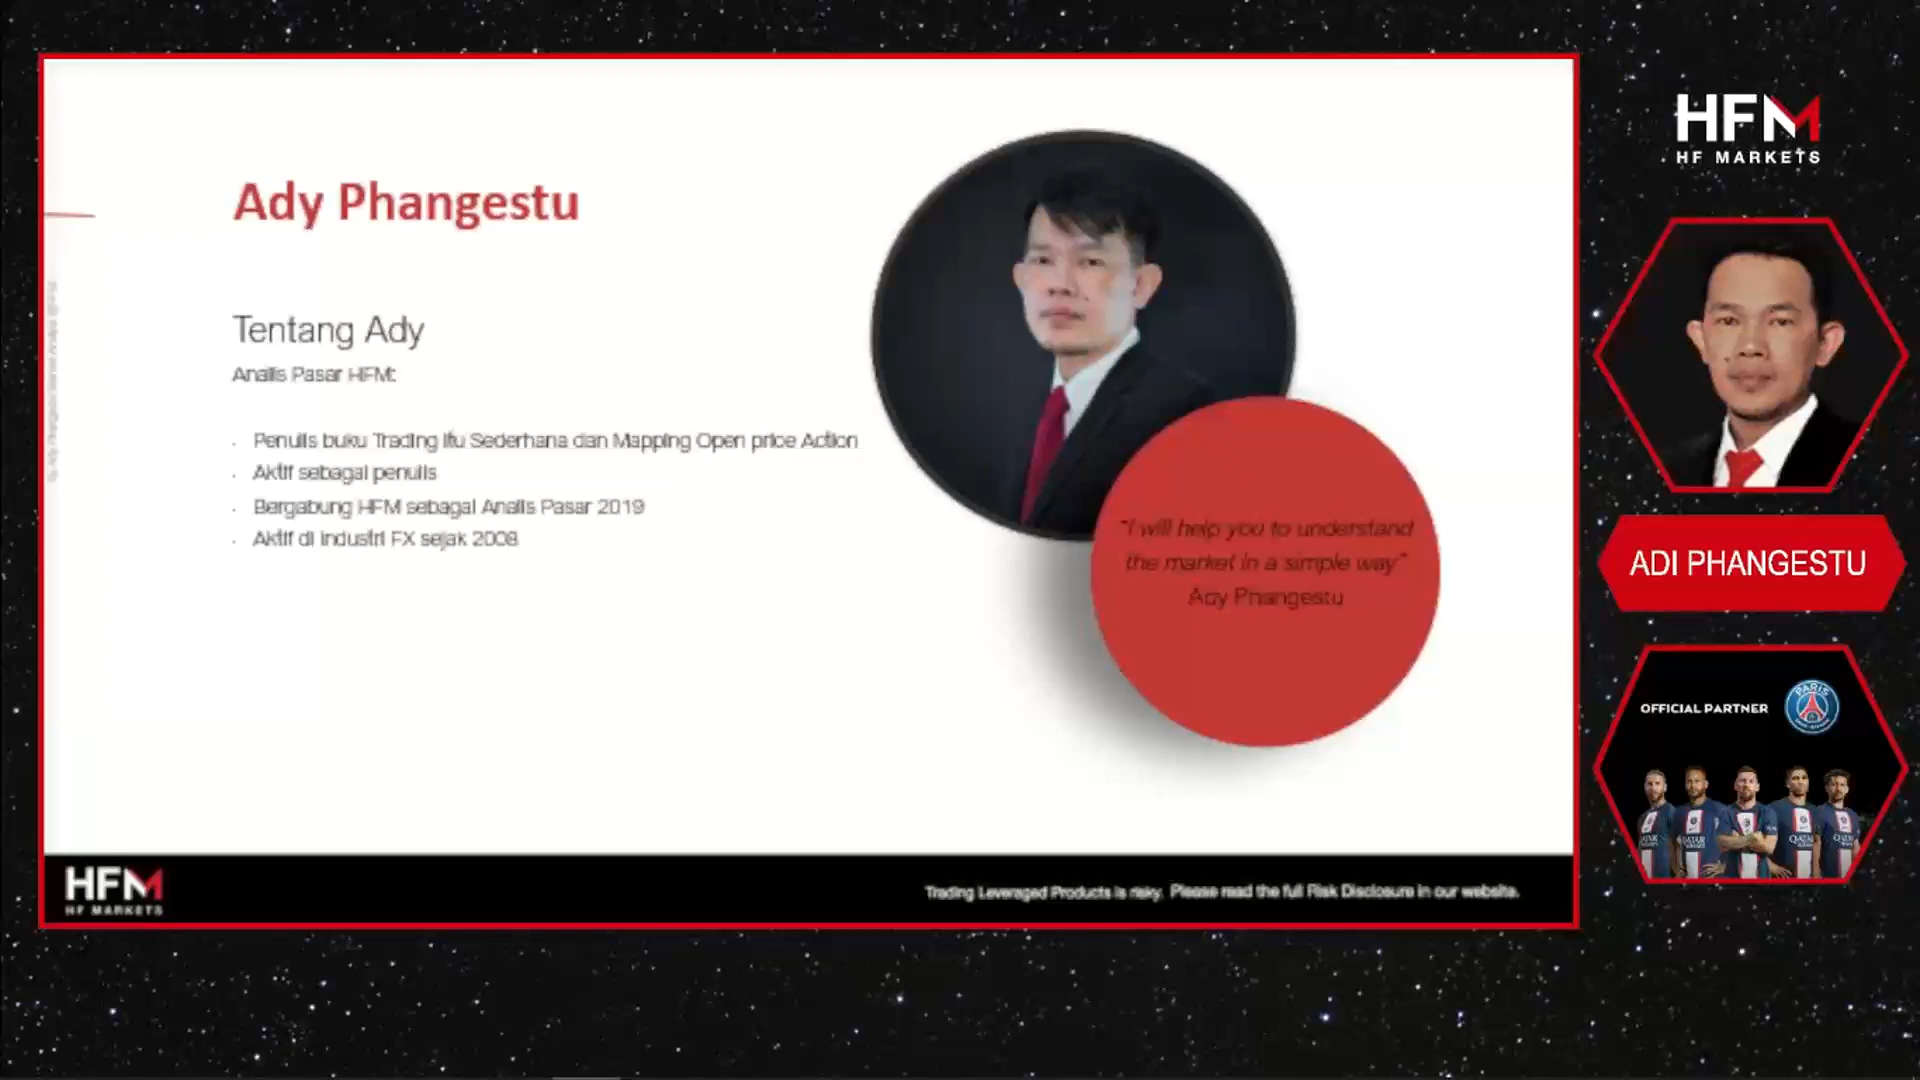 Ady Phangestu
Tentang Ady
Analis Pasar HFM:
Penulis buku Trading itu Sederhana dan Mapping Open price Action
Aktif sebagai penulis
Bergabung HFM sebagai Analis Pasar 2019
Aktif di industri FX sejak 2008
"I will help you to understand
the market in a simple way"
Ady Phangestu
HFM
HF MARKETS
Trading Leveraged Products is risky. Please read the full Risk Disclosure in our website.
HFM
HF MARKETS
ADI PHANGESTU
OFFICIAL PARTNER
PARIS
QATAR
QATAR